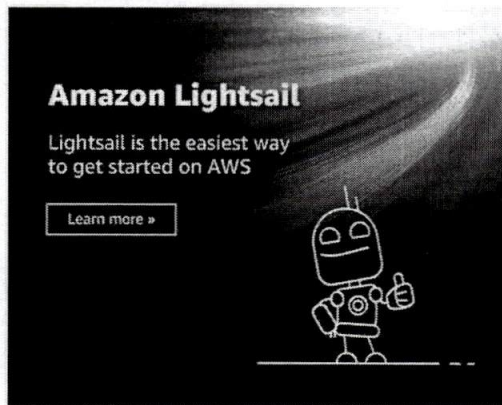 Amazon Lightsail
Lightsail is the easiest way
to get started on AWS
Learn more »